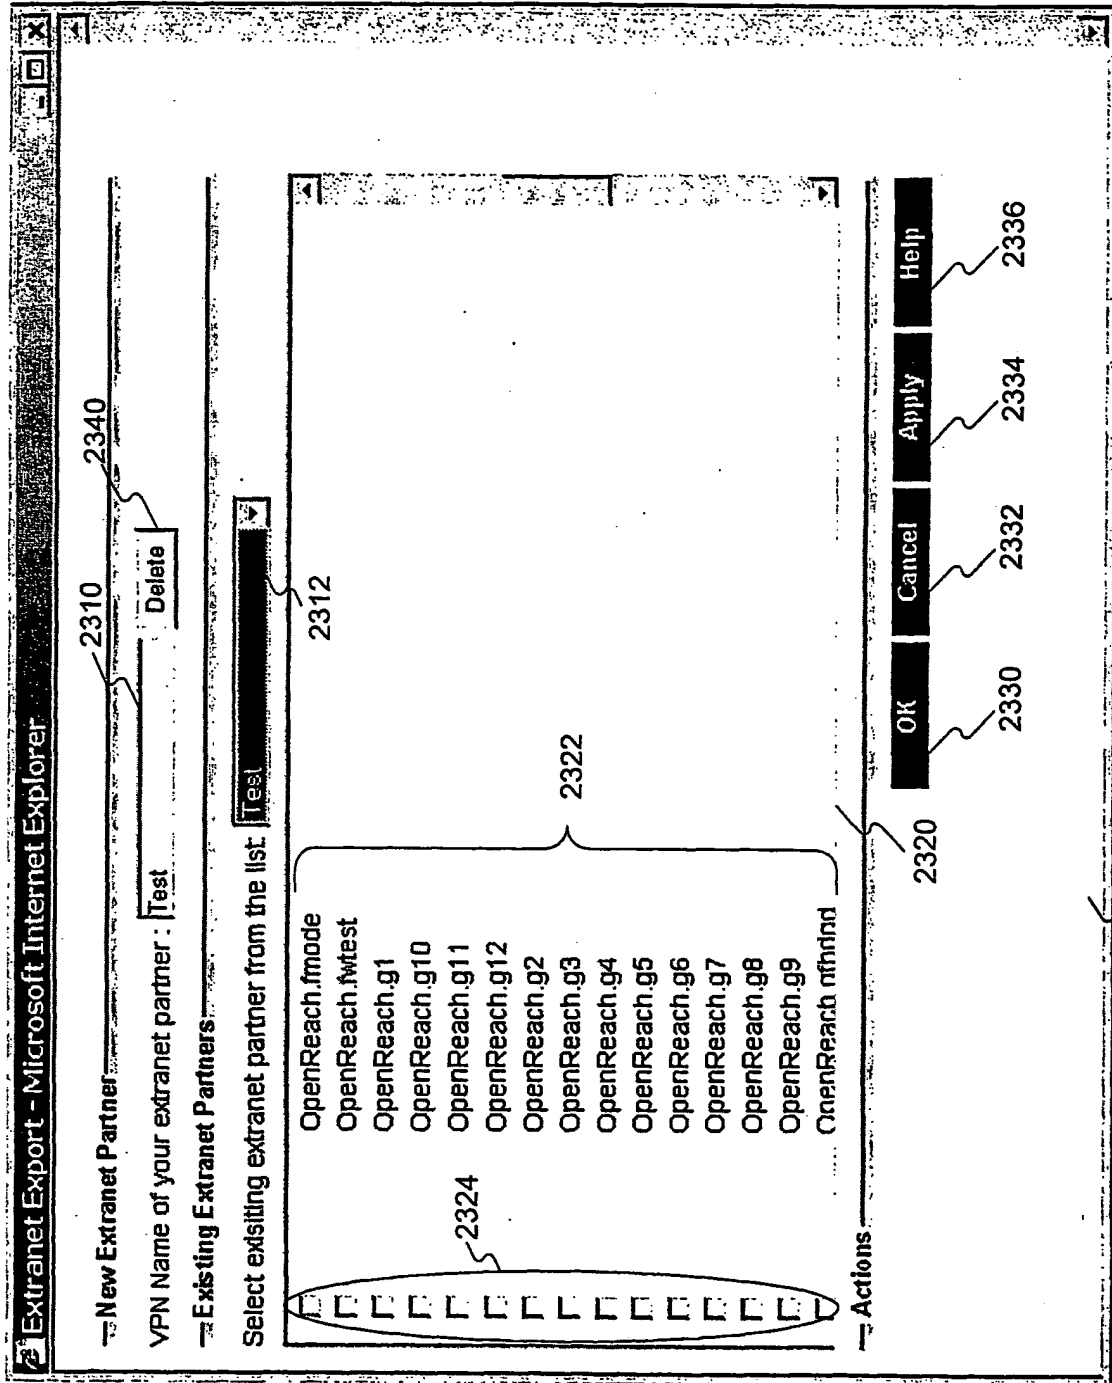 Extranet Export - Microsoft Internet Explorer
New Extranet Partner
2310
2340
VPN Name of your extranet partner : Test
Delete
Existing Extranet Partners
Select exisiting extranet partner from the list: Test
2312
2324
OpenReach.fmode
OpenReach.fwtest
OpenReach.g1
OpenReach.g10
OpenReach.g11
OpenReach.g12
OpenReach.g2
OpenReach.g3
OpenReach.g4
OpenReach.g5
OpenReach.g6
OpenReach.g7
OpenReach.g8
OpenReach.g9
2322
2320
Actions
OK Cancel Apply Help
2330 2332 2334 2336